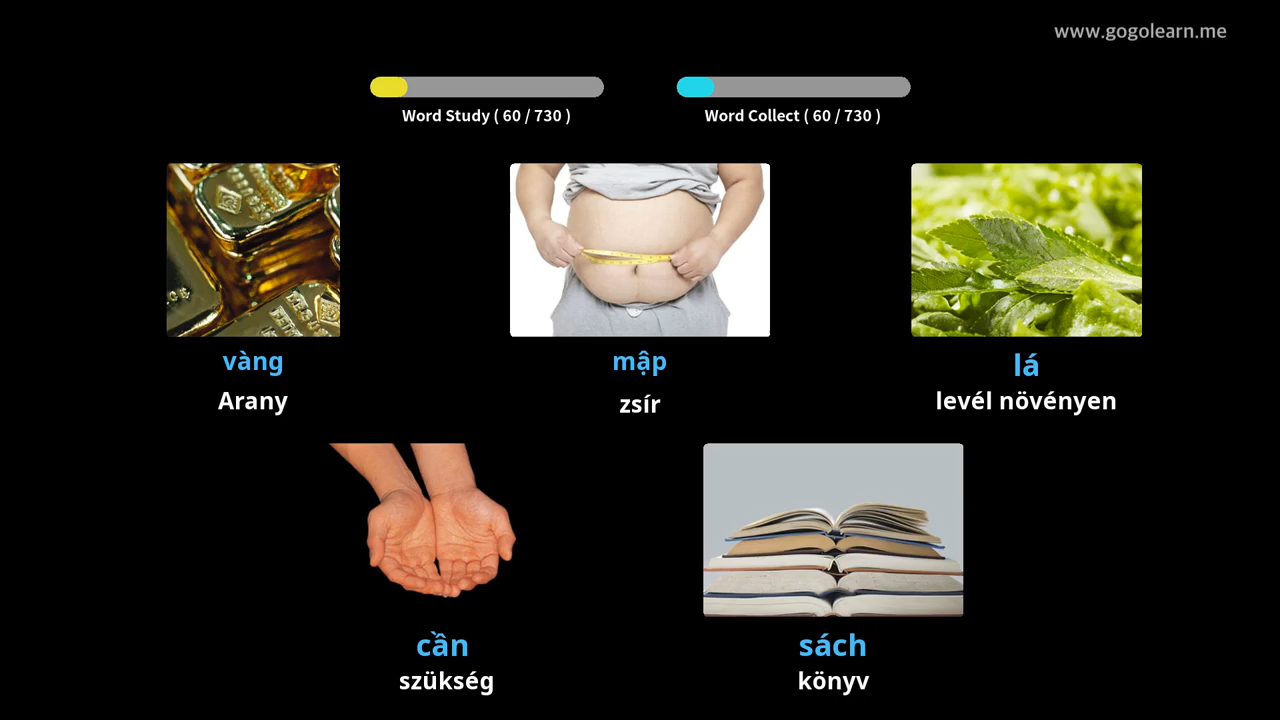 www.gogolearn.me
Word Study ( 60 / 730 )
Word Collect ( 60 / 730 )
vàng
Arany
mập
zsír
lá
levél növényen
cần
szükség
sách
könyv